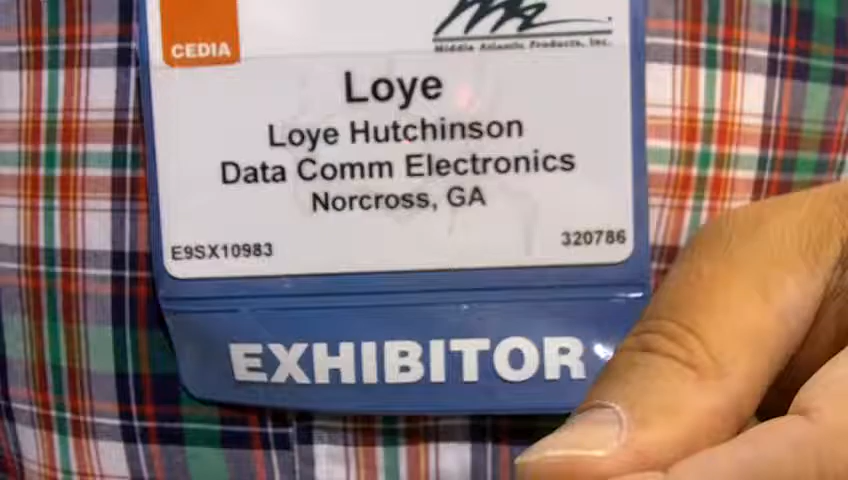 CEDIA
Middle Atlantic Products, Inc.
Loye
Loye Hutchinson
Data Comm Electronics
Norcross, GA
E9SX10983
320786
EXHIBITOR